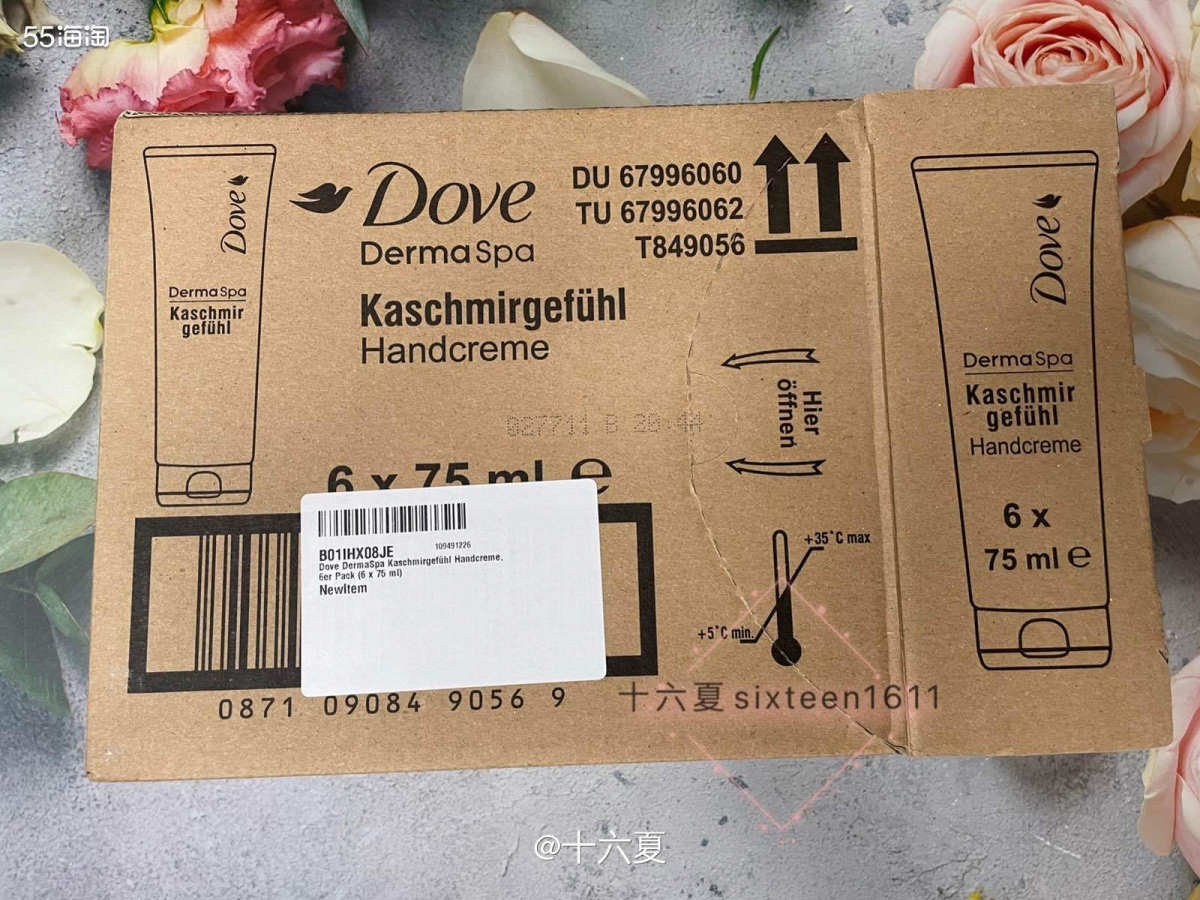 55海淘
Dove
DermaSpa
Kaschmir
gefühl
Dove
DermaSpa
Kaschmirgefühl
Handcreme
DU 67996060
TU 67996062
T849056
Hier
öffnen
027711 B 20:44
6 x 75 ml e
B01IHX08JE
109491226
Dove DermaSpa Kaschmirgefühl Handcreme,
6er Pack (6 x 75 ml)
NewItem
+35°C max
+5°C min.
0871 09084 9056 9
Dove
DermaSpa
Kaschmir
gefühl
Handcreme
6 x
75 ml e
十六夏 sixteen1611
@十六夏